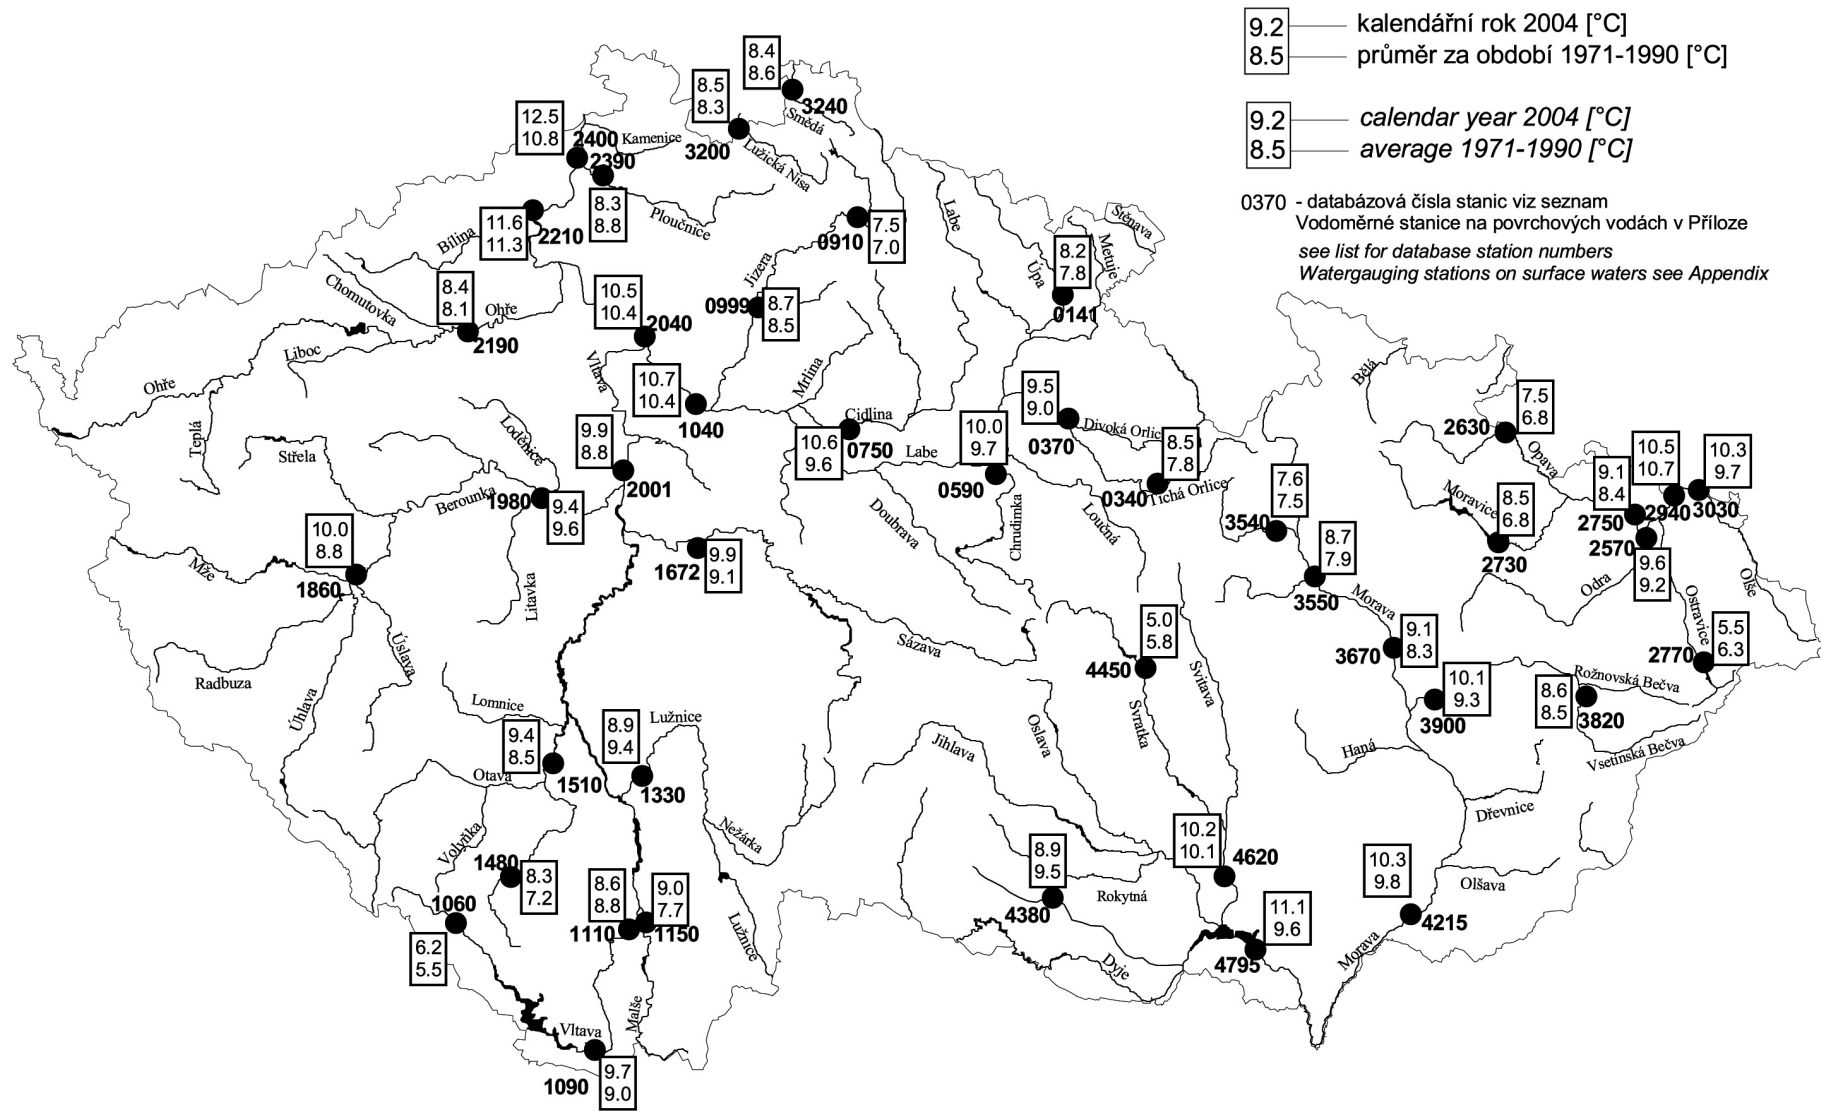 9.2 kalendářní rok 2004 [°C]
8.5 průměr za období 1971-1990 [°C]
9.2 calendar year 2004 [°C]
8.5 average 1971-1990 [°C]
0370 - databázová čísla stanic viz seznam
Vodoměrné stanice na povrchových vodách v Příloze
see list for database station numbers
Watergauging stations on surface waters see Appendix
8.4
8.6
3240
Smědá
8.5
8.3
3200
Lužická Nisa
12.5
10.8
2400
Kamenice
2390
8.3
8.8
Ploučnice
11.6
11.3
2210
Bílina
Chomutovka
8.4
8.1
Ohře
2190
Liboc
Ohře
Teplá
10.5
10.4
2040
Vltava
7.5
7.0
0910
Jizera
0999
8.7
8.5
Labe
Stěnava
Metuje
Úpa
8.2
7.8
0141
10.7
10.4
1040
Mrlina
Cidlina
0750
10.6
9.6
Labe
9.5
9.0
0370
Divoká Orlic
10.0
9.7
0590
Chrudimka
Doubrava
Loučná
8.5
7.8
0340
Tichá Orlice
Střela
Loděnice
Berounka
1980
9.4
9.6
9.9
8.8
2001
Litavka
10.0
8.8
1860
Mže
Radbuza
Úhlava
Úslava
1672
9.9
9.1
Sázava
7.6
7.5
3540
8.7
7.9
3550
Morava
Bělá
7.5
6.8
2630
Opava
Moravice
8.5
6.8
2730
9.1
8.4
2750
10.5
10.7
2940
10.3
9.7
3030
2570
9.6
9.2
Odra
Ostravice
Olše
5.5
6.3
2770
5.0
5.8
4450
Svratka
Svitava
9.1
8.3
3670
10.1
9.3
3900
Rožnovská Bečva
8.6
8.5
3820
Vsetínská Bečva
Haná
Dřevnice
Lomnice
9.4
8.5
1510
Otava
8.9
9.4
1330
Lužnice
Nežárka
Lužnice
Volyňka
1480
8.3
7.2
1060
6.2
5.5
8.6
8.8
1110
9.0
7.7
1150
Malše
Vltava
1090
9.7
9.0
Jihlava
Oslava
10.2
10.1
4620
8.9
9.5
4380
Rokytná
Dyje
11.1
9.6
4795
10.3
9.8
4215
Olšava
Morava